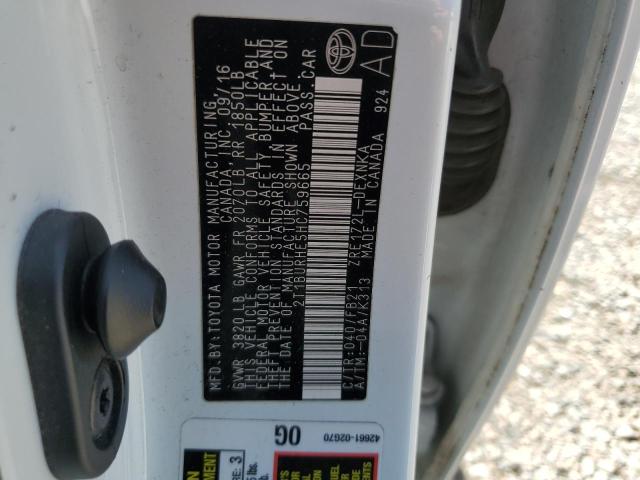 MFD.BY: TOYOTA MOTOR MANUFACTURING
CANADA, INC. 09/16
GVWR 3820LB GAWR FR 2070LB RR 1850LB
THIS VEHICLE CONFORMS TO ALL APPLICABLE
FEDERAL MOTOR VEHICLE SAFETY, BUMPER AND
THEFT PREVENTION STANDARDS IN EFFECT ON
THE DATE OF MANUFACTURE SHOWN ABOVE.
2T1BURHE5HC759665 PASS.CAR
C/TR:040/FB21 ZRE172L-DEXNKA
A/TM:-04A/K313 MADE IN CANADA 924
AD
42661-02G70
0G
3
lbs.